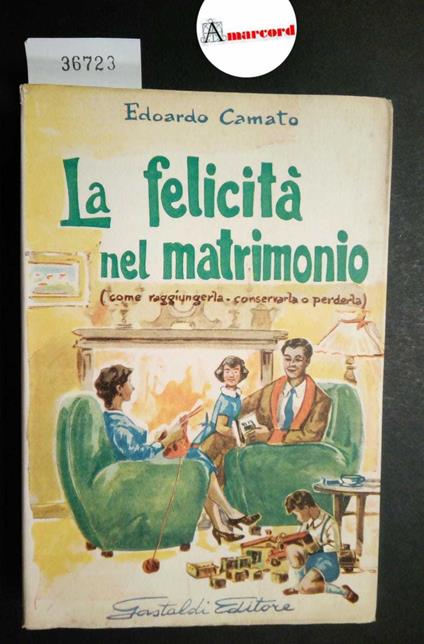 Amarcord
36723
Edoardo Camato
La felicità
nel matrimonio
(come raggiungerla - conservarla o perderla)
Gastaldi Editore